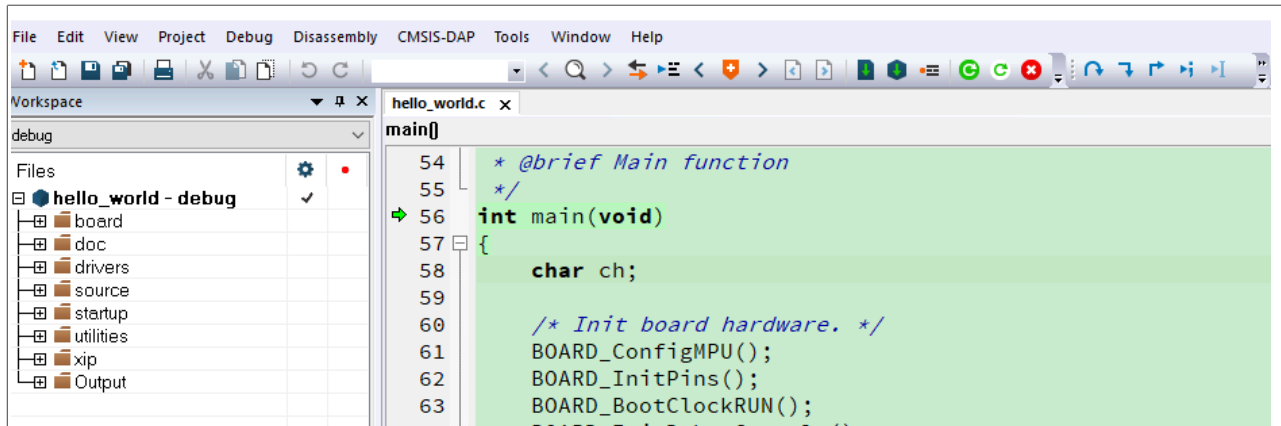 File Edit View Project Debug Disassembly CMSIS-DAP Tools Window Help
Workspace
hello_world.c
debug
main()
Files
hello_world - debug
board
doc
drivers
source
startup
utilities
xip
Output
54 * @brief Main function
55 */
56 int main(void)
57 {
58 char ch;
59
60 /* Init board hardware. */
61 BOARD_ConfigMPU();
62 BOARD_InitPins();
63 BOARD_BootClockRUN();